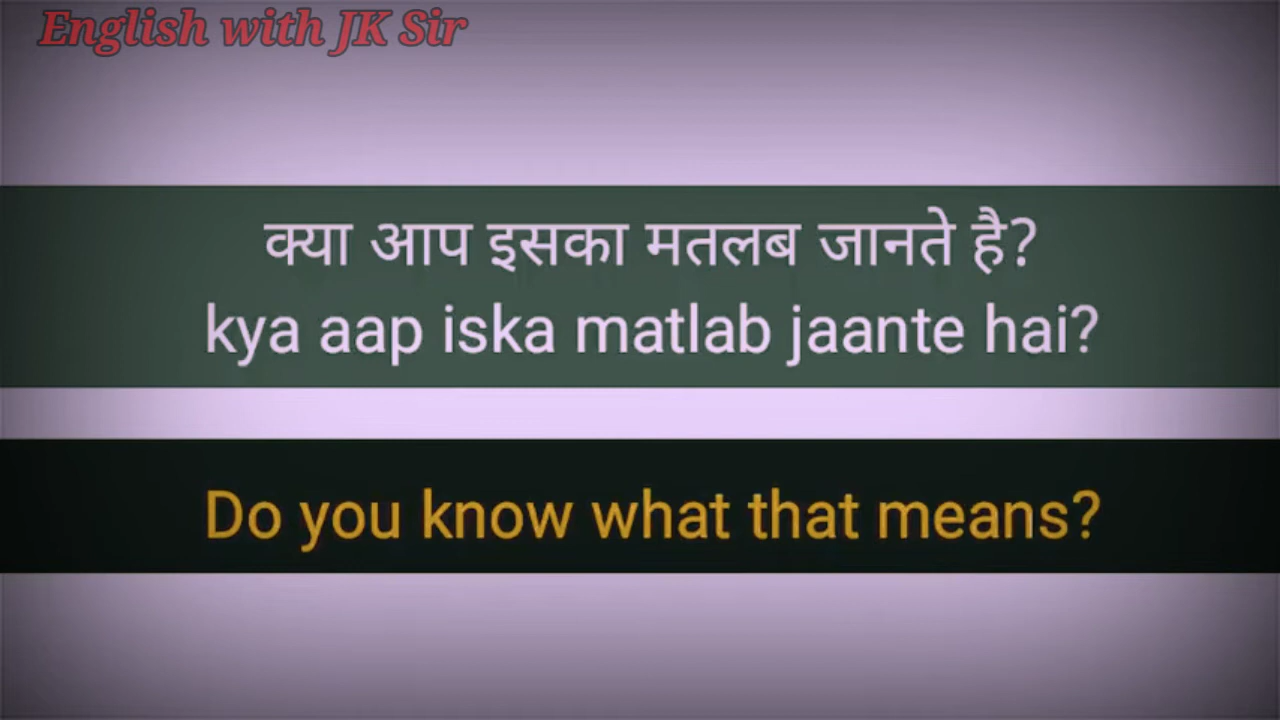 English with JK Sir
क्या आप इसका मतलब जानते है?
kya aap iska matlab jaante hai?
Do you know what that means?